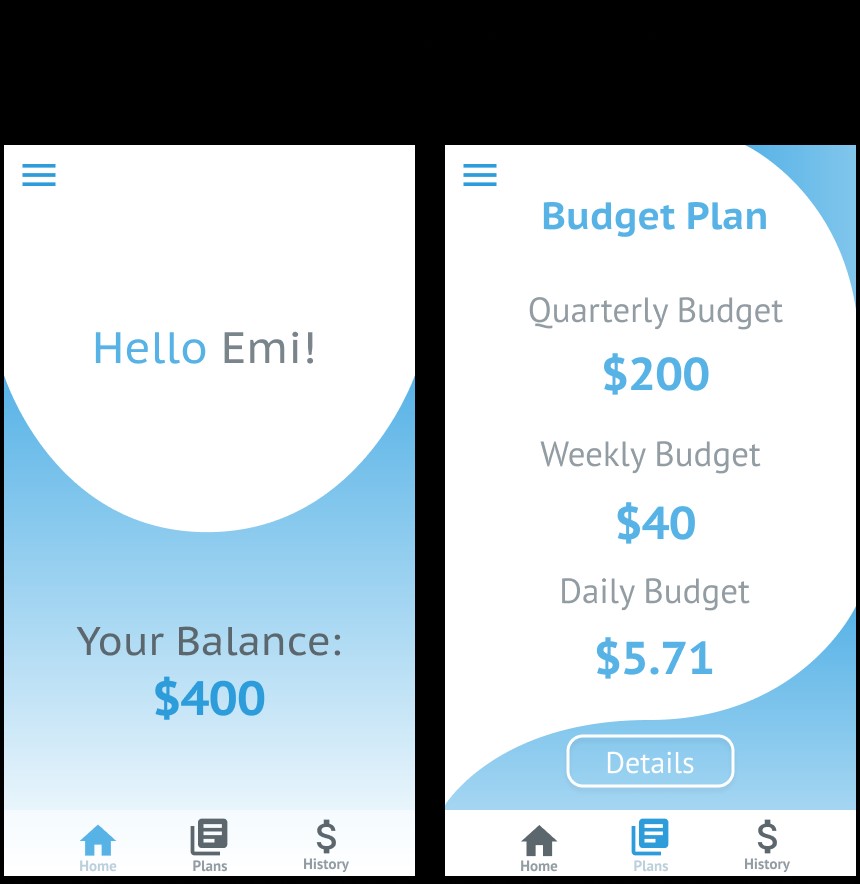 Hello Emi!
Your Balance:
$400
Home Plans History
Budget Plan
Quarterly Budget
$200
Weekly Budget
$40
Daily Budget
$5.71
Details
Home Plans History